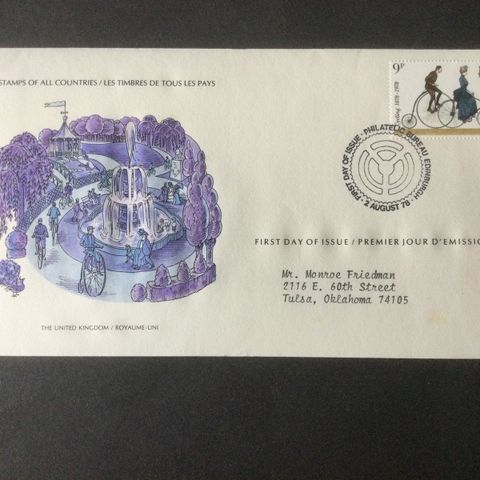 STAMPS OF ALL COUNTRIES / LES TIMBRES DE TOUS LES PAYS
9P
1878-1978
FIRST DAY OF ISSUE · PHILATELIC BUREAU EDINBURGH ·
2 AUGUST 78
FIRST DAY OF ISSUE / PREMIER JOUR D'EMISSIO
Mr. Monroe Friedman
2116 E. 60th Street
Tulsa, Oklahoma 74105
THE UNITED KINGDOM / ROYAUME-UNI